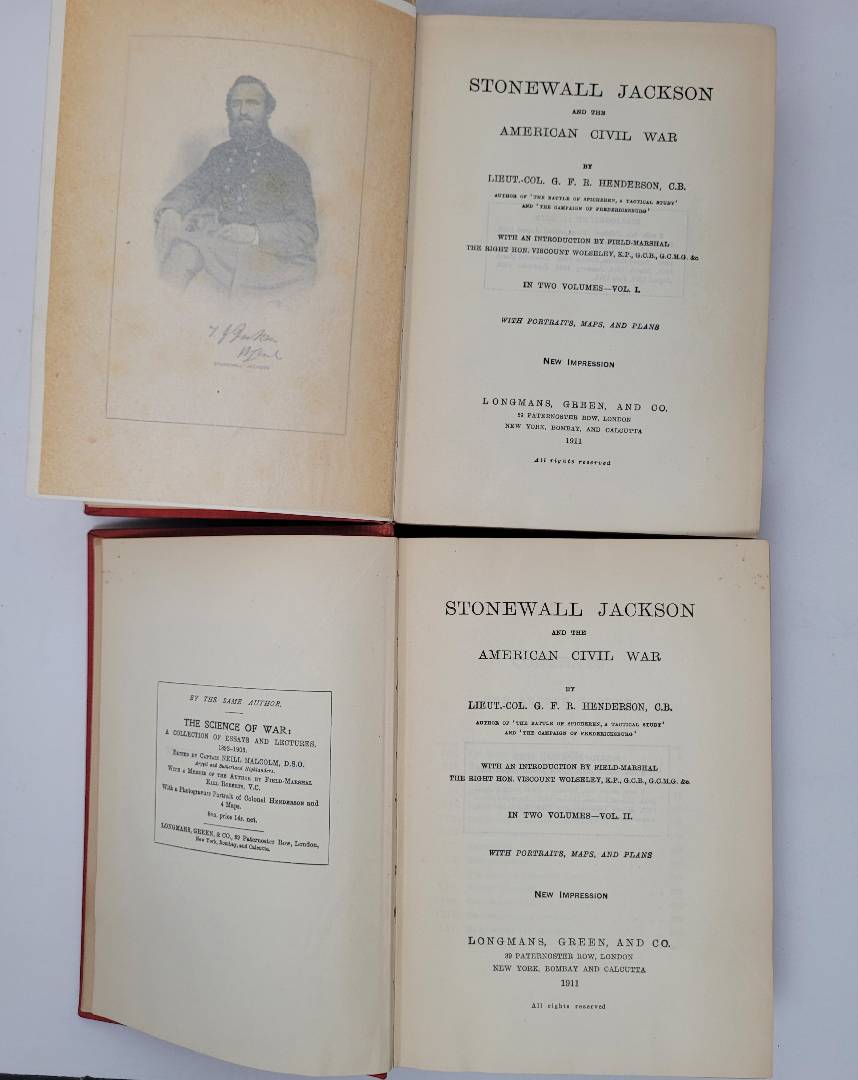 STONEWALL JACKSON
STONEWALL JACKSON
AND THE
AMERICAN CIVIL WAR
BY
LIEUT.-COL. G. F. R. HENDERSON, C.B.
AUTHOR OF 'THE BATTLE OF SPICHEREN, A TACTICAL STUDY'
AND 'THE CAMPAIGN OF FREDERICKSBURG'
WITH AN INTRODUCTION BY FIELD-MARSHAL
THE RIGHT HON. VISCOUNT WOLSELEY, K.P., G.C.B., G.C.M.G. &c.
IN TWO VOLUMES—VOL. I.
WITH PORTRAITS, MAPS, AND PLANS
NEW IMPRESSION
LONGMANS, GREEN, AND CO.
39 PATERNOSTER ROW, LONDON
NEW YORK, BOMBAY, AND CALCUTTA
1911
All rights reserved
BY THE SAME AUTHOR.
THE SCIENCE OF WAR:
A COLLECTION OF ESSAYS AND LECTURES,
1892-1903.
EDITED BY CAPTAIN NEILL MALCOLM, D.S.O.
Argyll and Sutherland Highlanders.
WITH A MEMOIR OF THE AUTHOR BY FIELD-MARSHAL
EARL ROBERTS, V.C.
With a Photogravure Portrait of Colonel HENDERSON and
4 Maps.
8vo. price 14s. net.
LONGMANS, GREEN, & CO., 39 Paternoster Row, London,
New York, Bombay, and Calcutta.
STONEWALL JACKSON
AND THE
AMERICAN CIVIL WAR
BY
LIEUT.-COL. G. F. R. HENDERSON, C.B.
AUTHOR OF 'THE BATTLE OF SPICHEREN, A TACTICAL STUDY'
AND 'THE CAMPAIGN OF FREDERICKSBURG'
WITH AN INTRODUCTION BY FIELD-MARSHAL
THE RIGHT HON. VISCOUNT WOLSELEY, K.P., G.C.B., G.C.M.G. &c.
IN TWO VOLUMES—VOL. II.
WITH PORTRAITS, MAPS, AND PLANS
NEW IMPRESSION
LONGMANS, GREEN, AND CO.
39 PATERNOSTER ROW, LONDON
NEW YORK, BOMBAY AND CALCUTTA
1911
All rights reserved